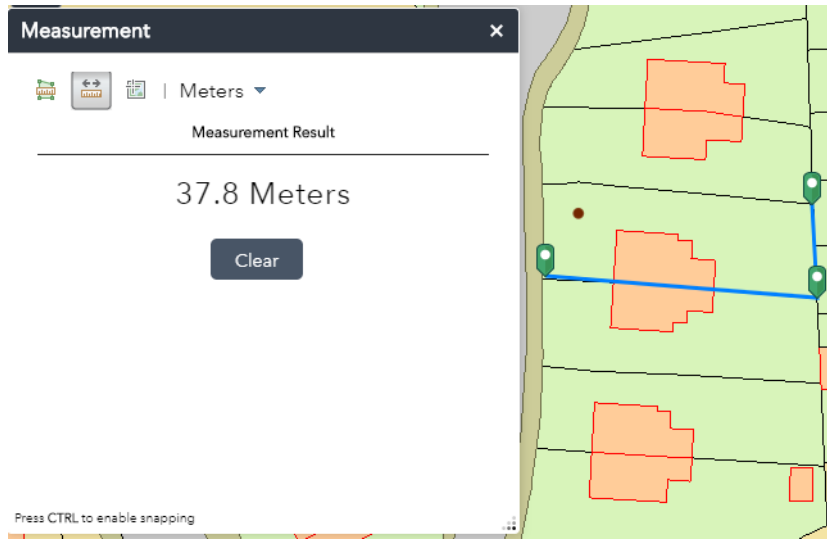 Measurement
Meters
Measurement Result
37.8 Meters
Clear
Press CTRL to enable snapping